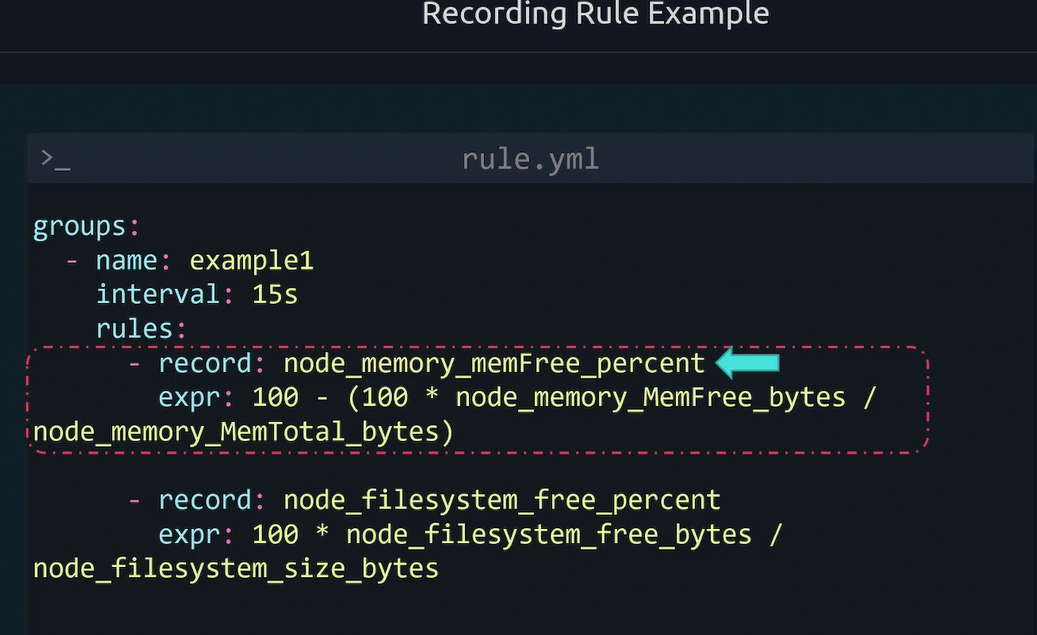 Recording Rule Example
>_
rule.yml
groups:
  - name: example1
    interval: 15s
    rules:
      - record: node_memory_memFree_percent
        expr: 100 - (100 * node_memory_MemFree_bytes /
node_memory_MemTotal_bytes)
      - record: node_filesystem_free_percent
        expr: 100 * node_filesystem_free_bytes /
node_filesystem_size_bytes